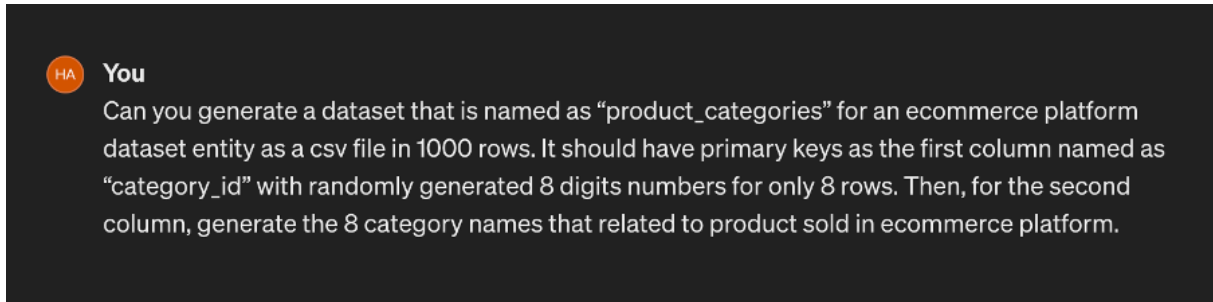 HA You
Can you generate a dataset that is named as “product_categories” for an ecommerce platform
dataset entity as a csv file in 1000 rows. It should have primary keys as the first column named as
“category_id” with randomly generated 8 digits numbers for only 8 rows. Then, for the second
column, generate the 8 category names that related to product sold in ecommerce platform.